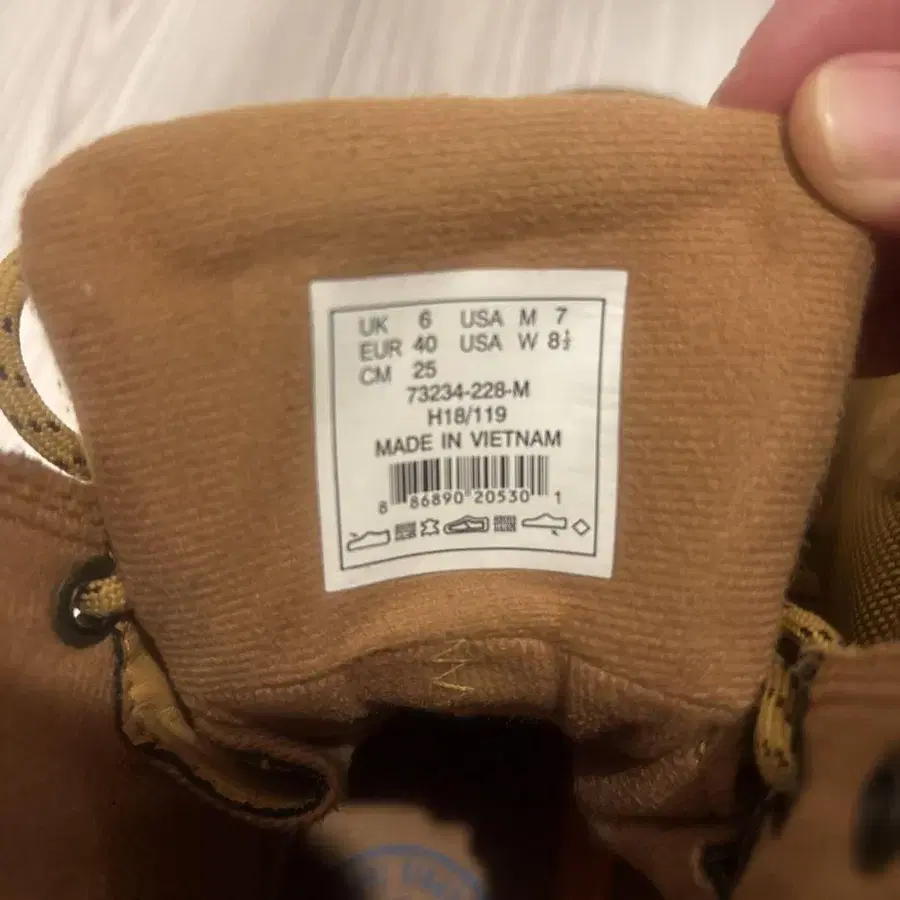 UK 6 USA M 7
EUR 40 USA W 8½
CM 25
73234-228-M
H18/119
MADE IN VIETNAM
8 86890 20530 1